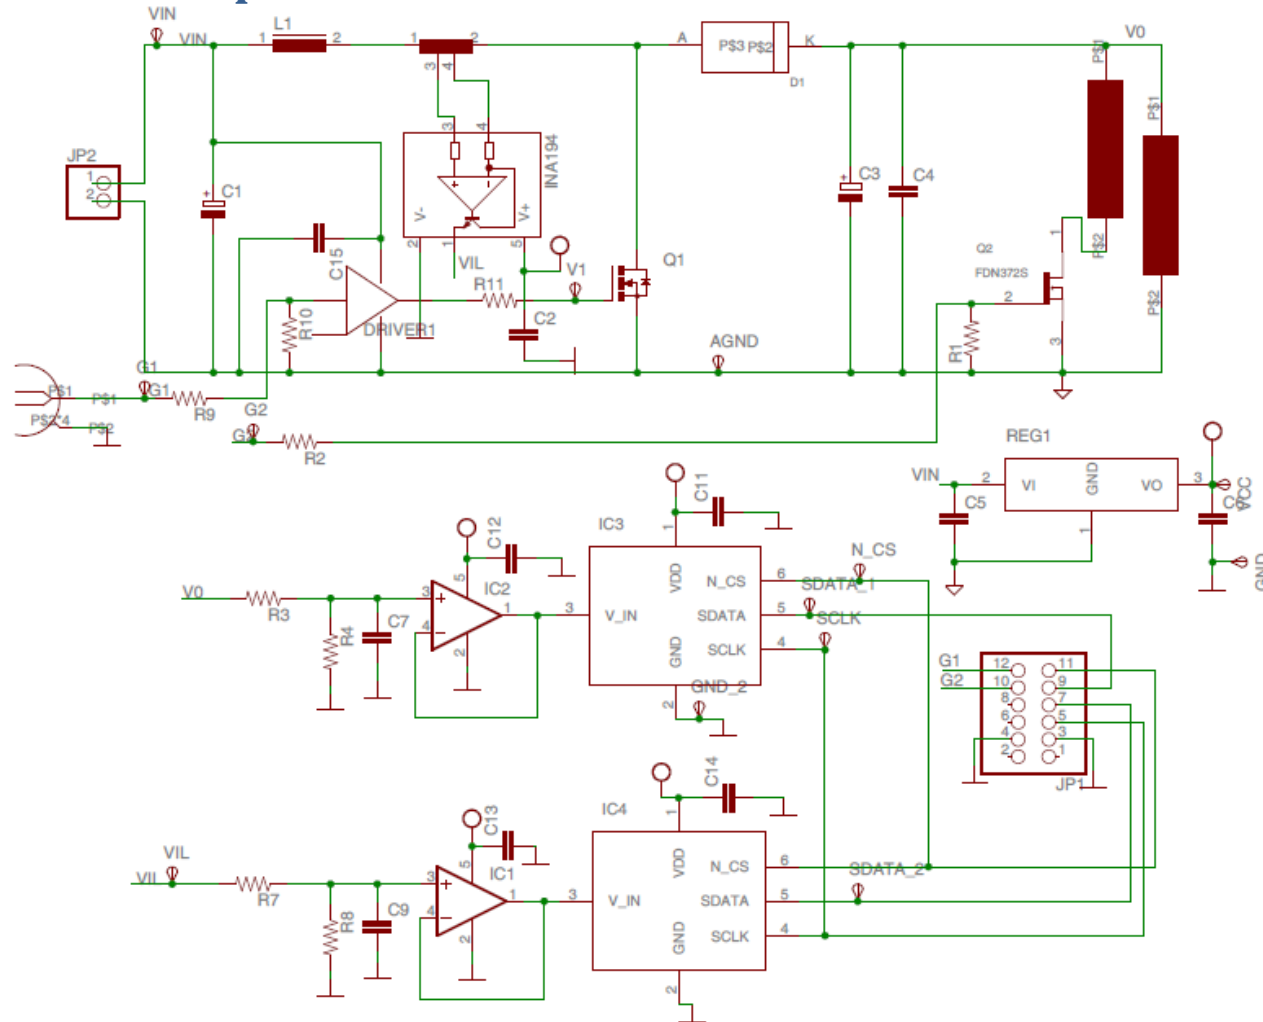 VIN
VIN
L1
1 2
1 2
3 4
A P$3 P$2 K
D1
V0
P$1
P$1
JP2
1
2
C1
3 4
INA194
V- V+
2 1 5
VIL
C15
R11
V1
C2
Q1
C3
C4
P$2
P$2
Q2
FDN372S
1
2
3
R10
DRIVER1
AGND
R1
G1
G1
P$1 P$1
R9
P$2*4 P$2
G2
R2
REG1
VIN
2 VI GND VO 3
1
C5
VCC
GND
C11
IC3
1
C12
5
IC2
V0
R3
R4
C7
3
4
1
2
3 V_IN
VDD
GND
N_CS 6
SDATA 5
SCLK 4
2
N_CS
SDATA_1
SCLK
GND_2
G1
G2
12 11
10 9
8 7
6 5
4 3
2 1
JP1
C14
IC4
1
C13
5
IC1
VIL
R7
R8
C9
3
4
1
2
3 V_IN
VDD
GND
N_CS 6
SDATA 5
SCLK 4
2
SDATA_2